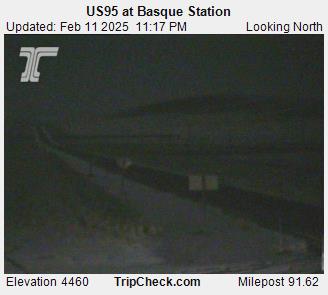 US95 at Basque Station
Updated: Feb 11 2025 11:17 PM Looking North
Elevation 4460 TripCheck.com Milepost 91.62